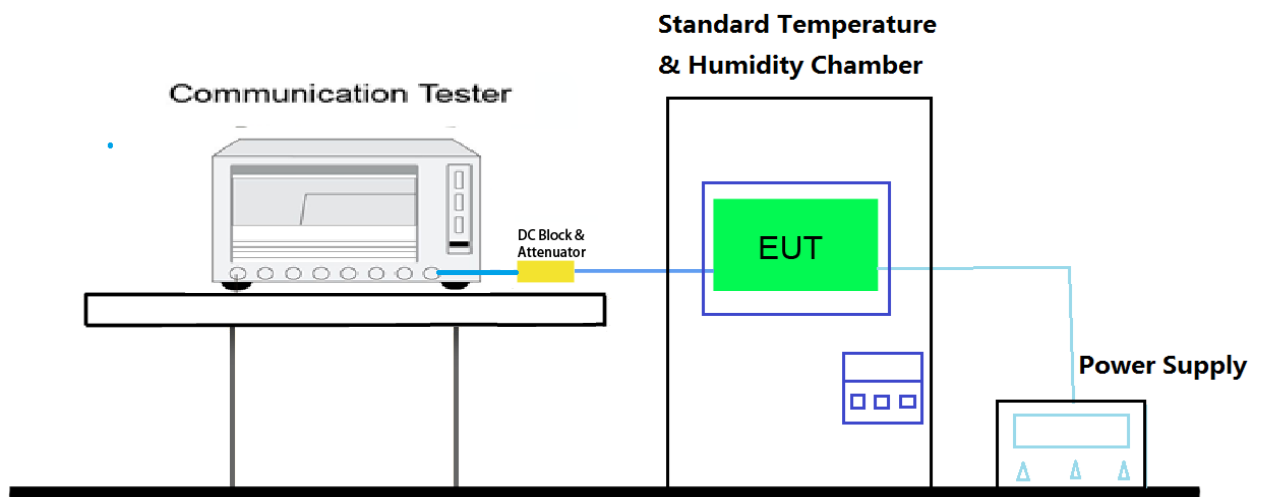 Standard Temperature
& Humidity Chamber
Communication Tester
DC Block &
Attenuator
EUT
Power Supply